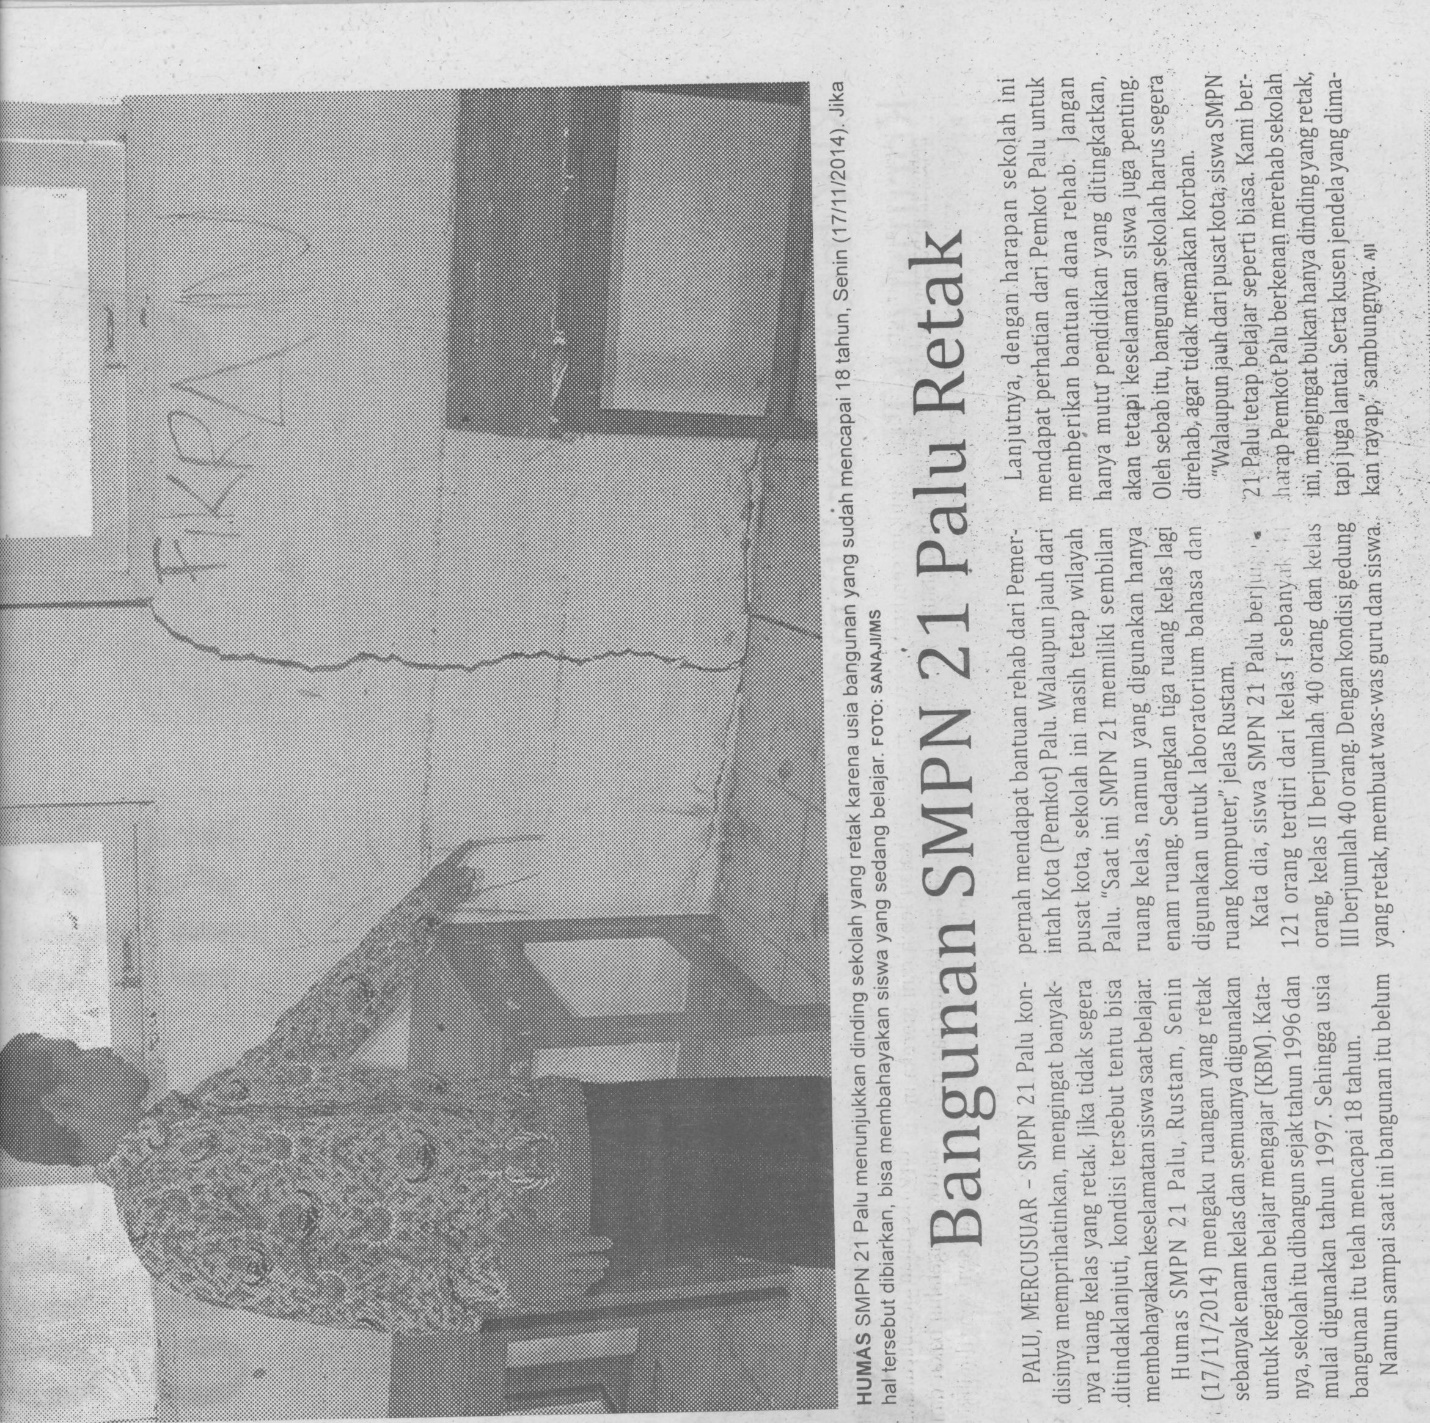 FIKRAM
HUMAS SMPN 21 Palu menunjukkan dinding sekolah yang retak karena usia bangunan yang sudah mencapai 18 tahun, Senin (17/11/2014). Jika
hal tersebut dibiarkan, bisa membahayakan siswa yang sedang belajar. FOTO: SANAJI/MS
Bangunan SMPN 21 Palu Retak
PALU, MERCUSUAR – SMPN 21 Palu kon-
disinya memprihatinkan, mengingat banyak-
nya ruang kelas yang retak. Jika tidak segera
ditindaklanjuti, kondisi tersebut tentu bisa
membahayakan keselamatan siswa saat belajar.
Humas SMPN 21 Palu, Rustam, Senin
(17/11/2014) mengaku ruangan yang retak
sebanyak enam kelas dan semuanya digunakan
untuk kegiatan belajar mengajar (KBM). Kata-
nya, sekolah itu dibangun sejak tahun 1996 dan
mulai digunakan tahun 1997. Sehingga usia
bangunan itu telah mencapai 18 tahun.
Namun sampai saat ini bangunan itu belum
pernah mendapat bantuan rehab dari Pemer-
intah Kota (Pemkot) Palu. Walaupun jauh dari
pusat kota, sekolah ini masih tetap wilayah
Palu. “Saat ini SMPN 21 memiliki sembilan
ruang kelas, namun yang digunakan hanya
enam ruang. Sedangkan tiga ruang kelas lagi
digunakan untuk laboratorium bahasa dan
ruang komputer,” jelas Rustam.
Kata dia, siswa SMPN 21 Palu
121 orang terdiri dari kelas I sebanyak
orang, kelas II berjumlah 40 orang dan kelas
III berjumlah 40 orang. Dengan kondisi gedung
yang retak, membuat was-was guru dan siswa.
Lanjutnya, dengan harapan sekolah ini
mendapat perhatian dari Pemkot Palu untuk
memberikan bantuan dana rehab. Jangan
hanya mutu pendidikan yang ditingkatkan,
akan tetapi keselamatan siswa juga penting.
Oleh sebab itu, bangunan sekolah harus segera
direhab, agar tidak memakan korban.
“Walaupun jauh dari pusat kota, siswa SMPN
21 Palu tetap belajar seperti biasa. Kami ber-
harap Pemkot Palu berkenan merehab sekolah
ini, mengingat bukan hanya dinding yang retak,
tapi juga lantai. Serta kusen jendela yang dima-
kan rayap,” sambungnya. AJI